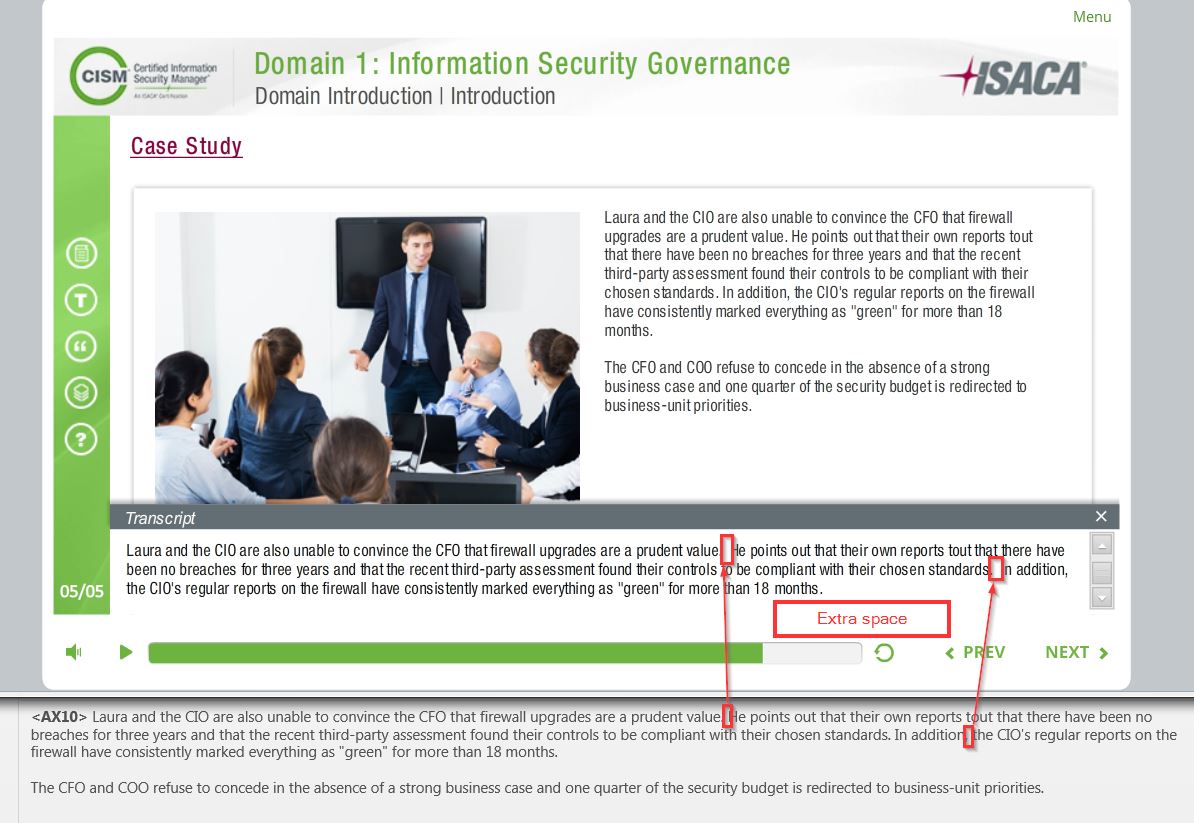 Menu
CISM
Certified Information
Security Manager®
An ISACA® Certification
Domain 1: Information Security Governance
Domain Introduction | Introduction
ISACA®
Case Study
Laura and the CIO are also unable to convince the CFO that firewall
upgrades are a prudent value. He points out that their own reports tout
that there have been no breaches for three years and that the recent
third-party assessment found their controls to be compliant with their
chosen standards. In addition, the CIO's regular reports on the firewall
have consistently marked everything as "green" for more than 18
months.
The CFO and COO refuse to concede in the absence of a strong
business case and one quarter of the security budget is redirected to
business-unit priorities.
T
“
?
05/05
Transcript
Laura and the CIO are also unable to convince the CFO that firewall upgrades are a prudent value. He points out that their own reports tout that there have
been no breaches for three years and that the recent third-party assessment found their controls to be compliant with their chosen standards. In addition,
the CIO's regular reports on the firewall have consistently marked everything as "green" for more than 18 months.
Extra space
PREV
NEXT
<AX10> Laura and the CIO are also unable to convince the CFO that firewall upgrades are a prudent value. He points out that their own reports tout that there have been no
breaches for three years and that the recent third-party assessment found their controls to be compliant with their chosen standards. In addition, the CIO's regular reports on the
firewall have consistently marked everything as "green" for more than 18 months.
The CFO and COO refuse to concede in the absence of a strong business case and one quarter of the security budget is redirected to business-unit priorities.